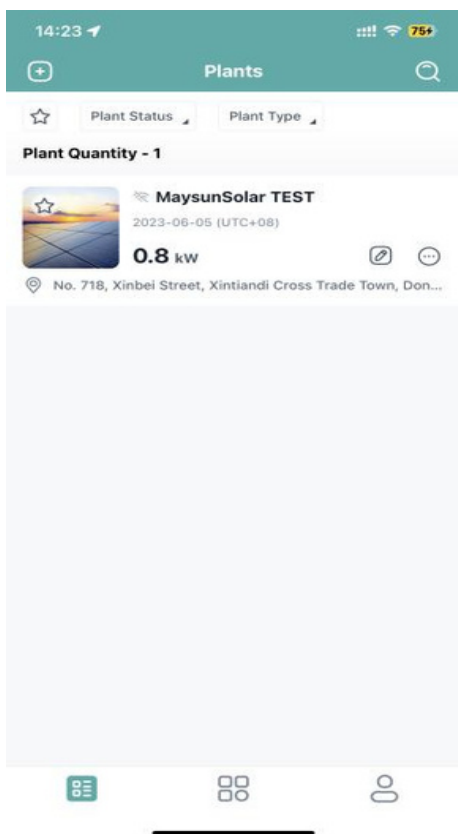 14:23
75
Plants
Plant Status
Plant Type
Plant Quantity - 1
MaysunSolar TEST
2023-06-05 (UTC+08)
0.8 kW
No. 718, Xinbei Street, Xintiandi Cross Trade Town, Don...